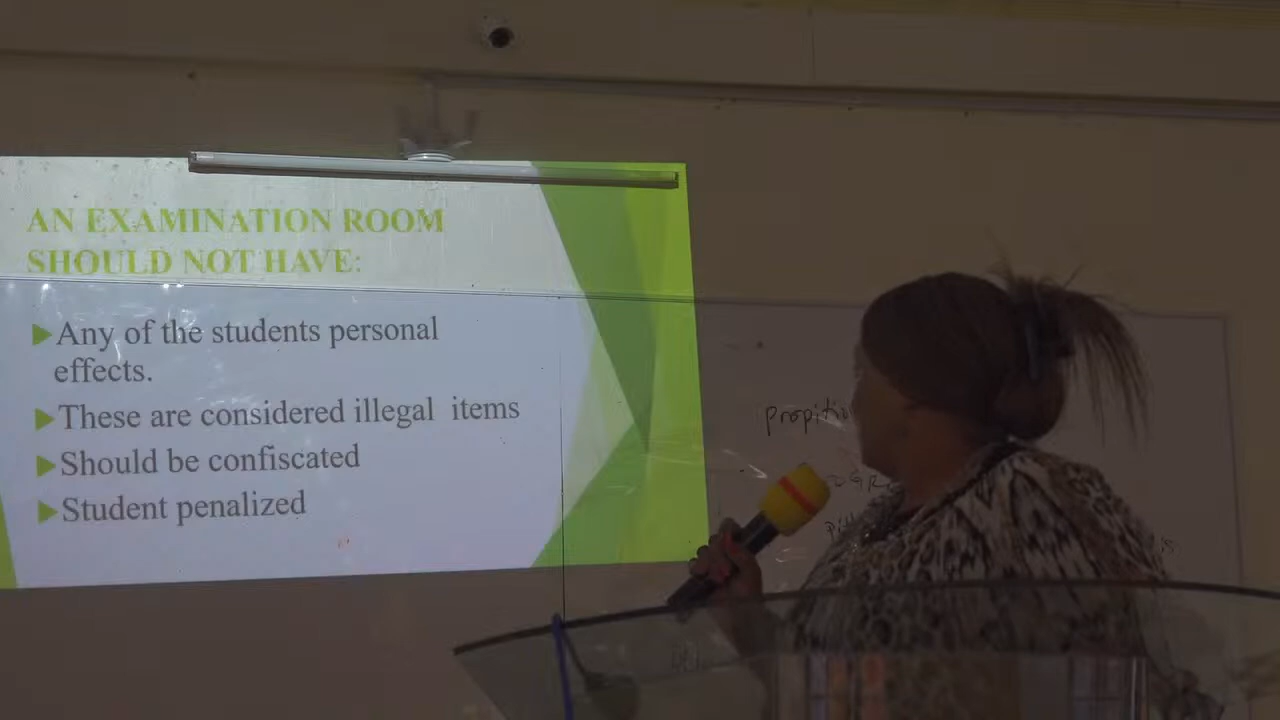 AN EXAMINATION ROOM
SHOULD NOT HAVE:
Any of the students personal
effects.
These are considered illegal items
Should be confiscated
Student penalized